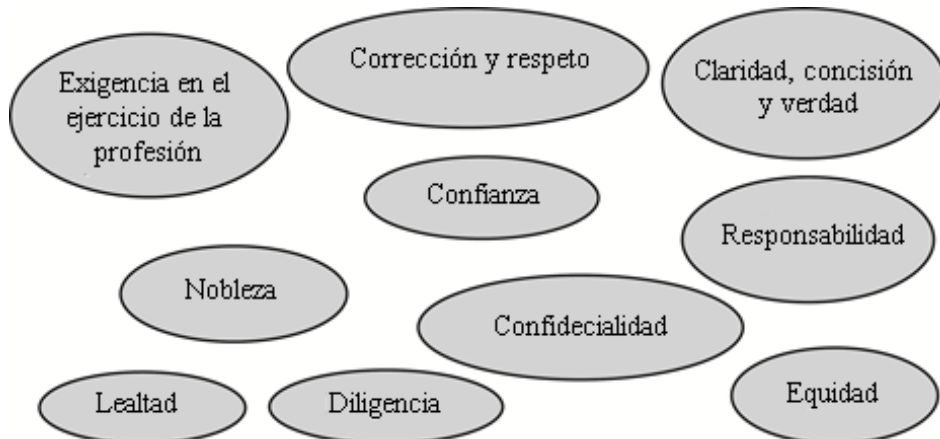 Exigencia en el
ejercicio de la
profesión
Corrección y respeto
Claridad, concisión
y verdad
Confianza
Responsabilidad
Nobleza
Confidecialidad
Lealtad
Diligencia
Equidad